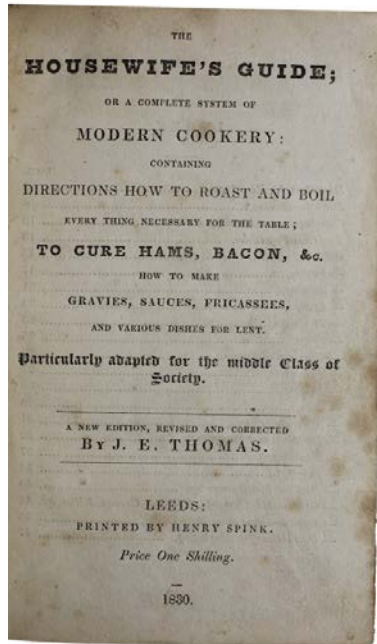 THE
HOUSEWIFE'S GUIDE;
OR A COMPLETE SYSTEM OF
MODERN COOKERY:
CONTAINING
DIRECTIONS HOW TO ROAST AND BOIL
EVERY THING NECESSARY FOR THE TABLE;
TO CURE HAMS, BACON, &c.
HOW TO MAKE
GRAVIES, SAUCES, FRICASSEES,
AND VARIOUS DISHES FOR LENT.
Particularly adapted for the middle Class of
Society.
A NEW EDITION, REVISED AND CORRECTED
BY J. E. THOMAS.
LEEDS:
PRINTED BY HENRY SPINK.
Price One Shilling.
1830.